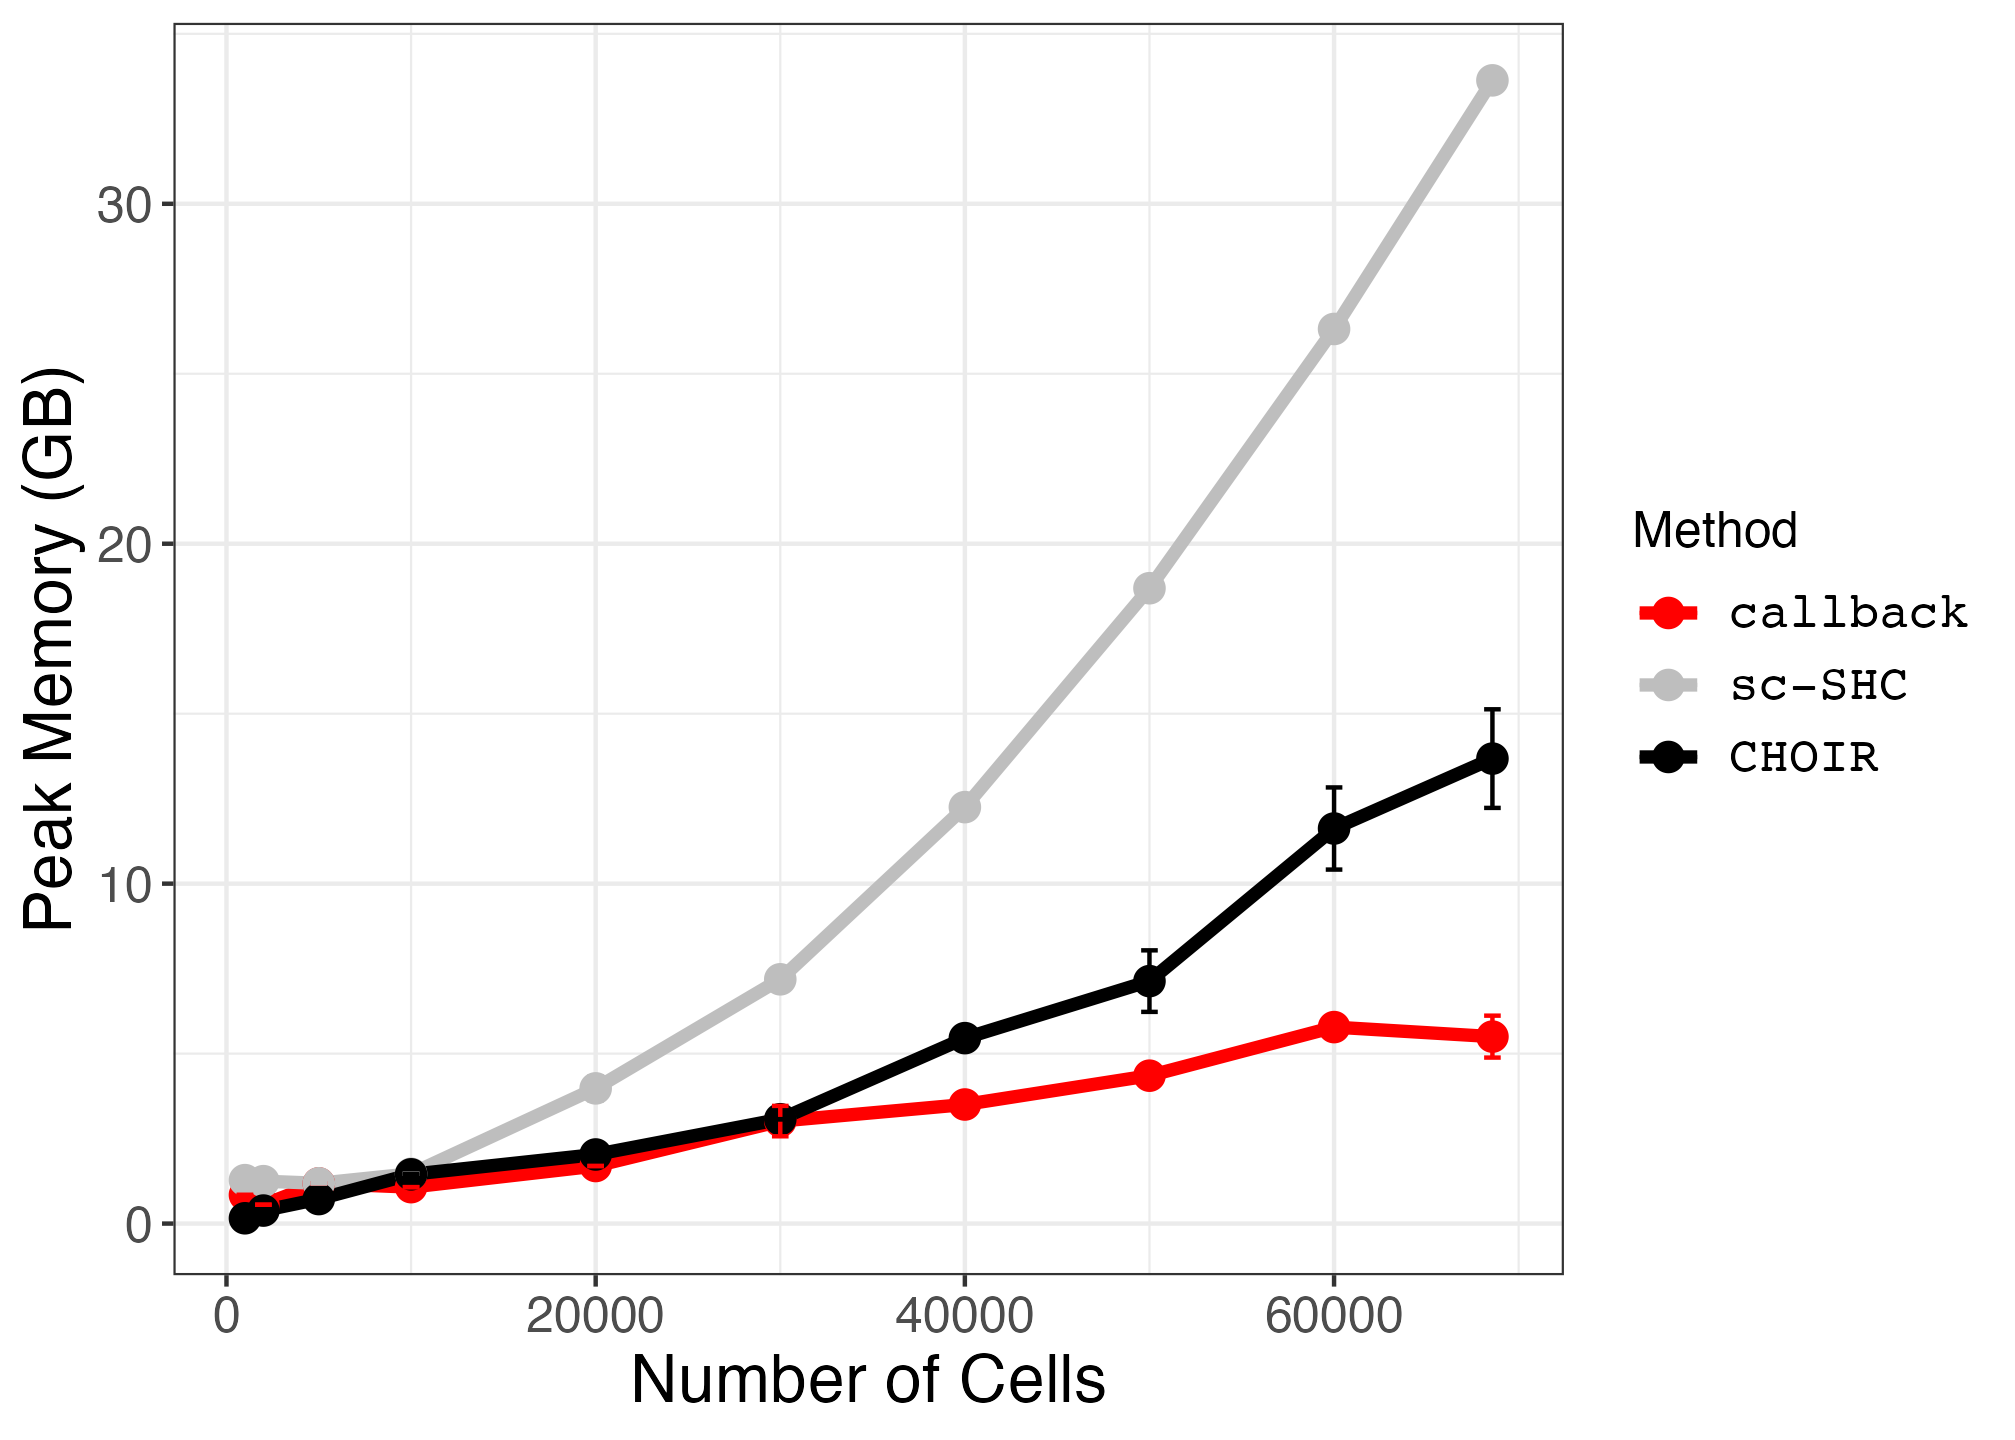 Peak Memory (GB)
30
20
10
0
0 20000 40000 60000
Number of Cells
Method
callback
sc-SHC
CHOIR